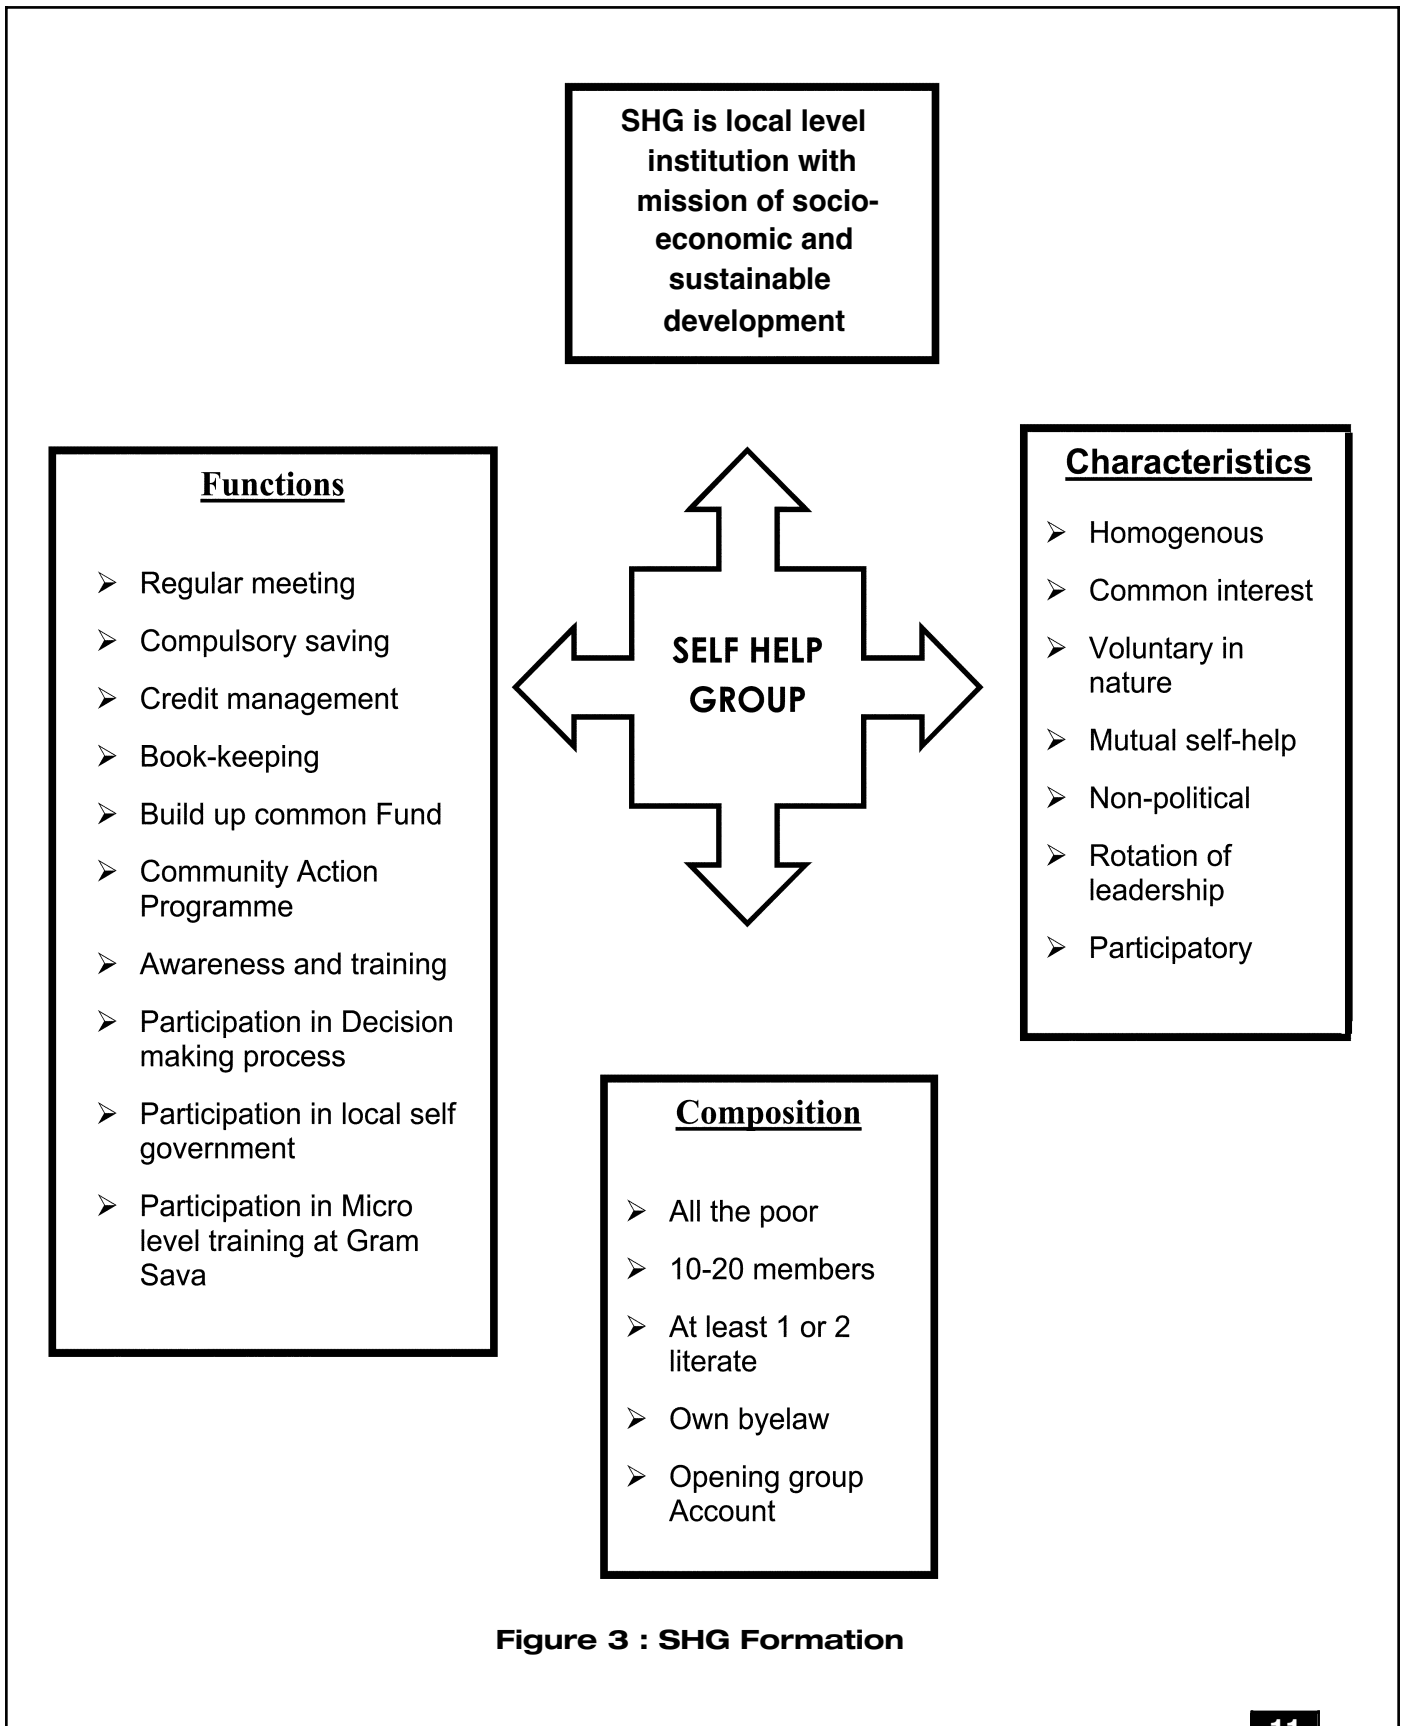 SHG is local level
institution with
mission of socio-
economic and
sustainable
development
Functions
➢ Regular meeting
➢ Compulsory saving
➢ Credit management
➢ Book-keeping
➢ Build up common Fund
➢ Community Action
Programme
➢ Awareness and training
➢ Participation in Decision
making process
➢ Participation in local self
government
➢ Participation in Micro
level training at Gram
Sava
SELF HELP
GROUP
Characteristics
➢ Homogenous
➢ Common interest
➢ Voluntary in
nature
➢ Mutual self-help
➢ Non-political
➢ Rotation of
leadership
➢ Participatory
Composition
➢ All the poor
➢ 10-20 members
➢ At least 1 or 2
literate
➢ Own byelaw
➢ Opening group
Account
Figure 3 : SHG Formation
11